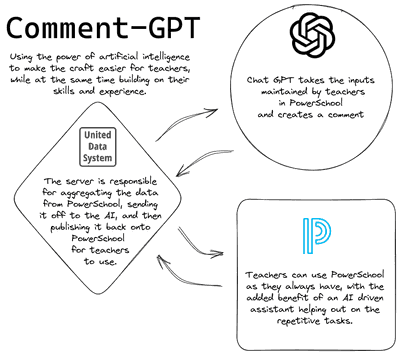 Comment-GPT
Using the power of artificial intelligence
to make the craft easier for teachers,
while at the same time building on their
skills and experience.
Chat GPT takes the inputs
maintained by teachers
in PowerSchool
and creates a comment
United
Data
System
The server is responsible
for aggregating the data
from PowerSchool, sending
it off to the AI, and then
publishing it back onto
PowerSchool
for teachers
to use.
Teachers can use PowerSchool
as they always have, with the
added benefit of an AI driven
assistant helping out on the
repetitive tasks.